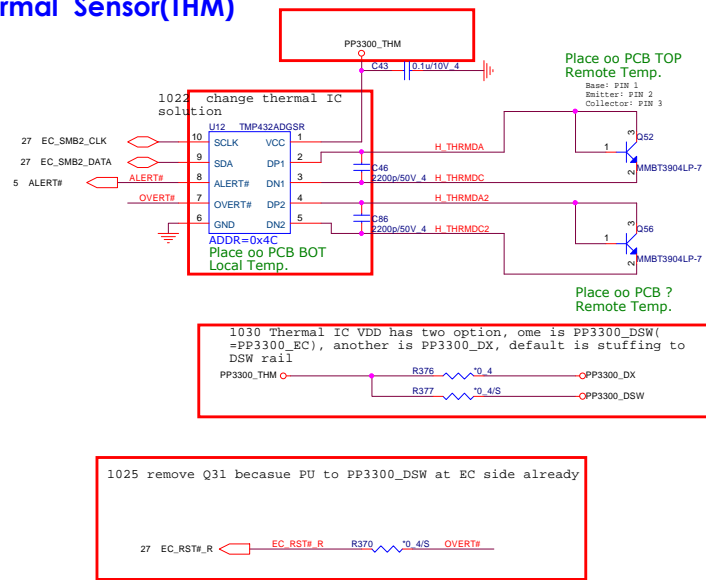 rmal Sensor(THM)
PP3300_THM
C43
0.1u/10V_4
Place oo PCB TOP
Remote Temp.
Base: PIN 1
Emitter: PIN 2
Collector: PIN 3
1022 change thermal IC
solution
U12 TMP432ADGSR
27 EC_SMB2_CLK
10 SCLK VCC 1
27 EC_SMB2_DATA
9 SDA DP1 2
5 ALERT#
ALERT#
8 ALERT# DN1 3
OVERT#
7 OVERT# DP2 4
6 GND DN2 5
ADDR=0x4C
Place oo PCB BOT
Local Temp.
H_THRMDA
C46
2200p/50V_4 H_THRMDC
H_THRMDA2
C86
2200p/50V_4 H_THRMDC2
1 3 Q52
2 MMBT3904LP-7
1 3 Q56
2 MMBT3904LP-7
Place oo PCB ?
Remote Temp.
1030 Thermal IC VDD has two option, ome is PP3300_DSW(
=PP3300_EC), another is PP3300_DX, default is stuffing to
DSW rail
PP3300_THM
R376 *0_4 PP3300_DX
R377 *0_4/S PP3300_DSW
1025 remove Q31 becasue PU to PP3300_DSW at EC side already
27 EC_RST#_R EC_RST#_R R370 *0_4/S OVERT#